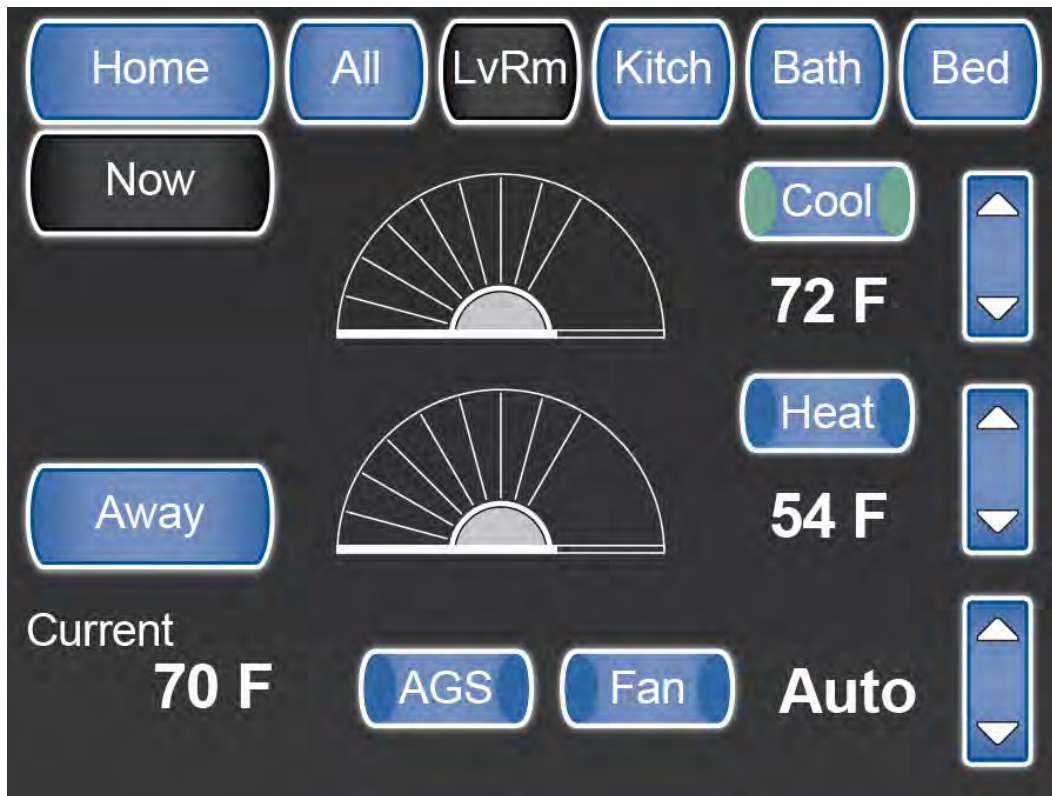 Home All LvRm Kitch Bath Bed
Now
Cool
72 F
Heat
54 F
Away
Current
70 F
AGS Fan Auto